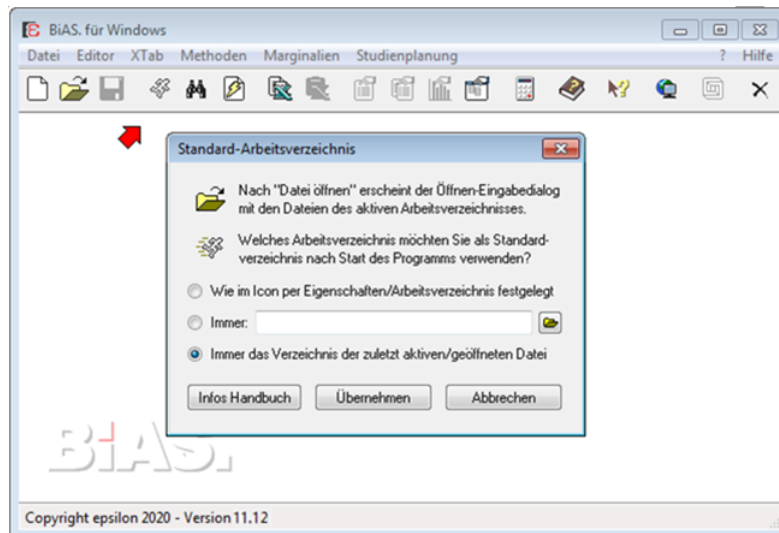 BiAS. für Windows
Datei Editor XTab Methoden Marginalien Studienplanung ? Hilfe
Standard-Arbeitsverzeichnis
Nach "Datei öffnen" erscheint der Öffnen-Eingabedialog
mit den Dateien des aktiven Arbeitsverzeichnisses.
Welches Arbeitsverzeichnis möchten Sie als Standard-
verzeichnis nach Start des Programms verwenden?
Wie im Icon per Eigenschaften/Arbeitsverzeichnis festgelegt
Immer:
Immer das Verzeichnis der zuletzt aktiven/geöffneten Datei
Infos Handbuch Übernehmen Abbrechen
BiAS.
Copyright epsilon 2020 - Version 11.12